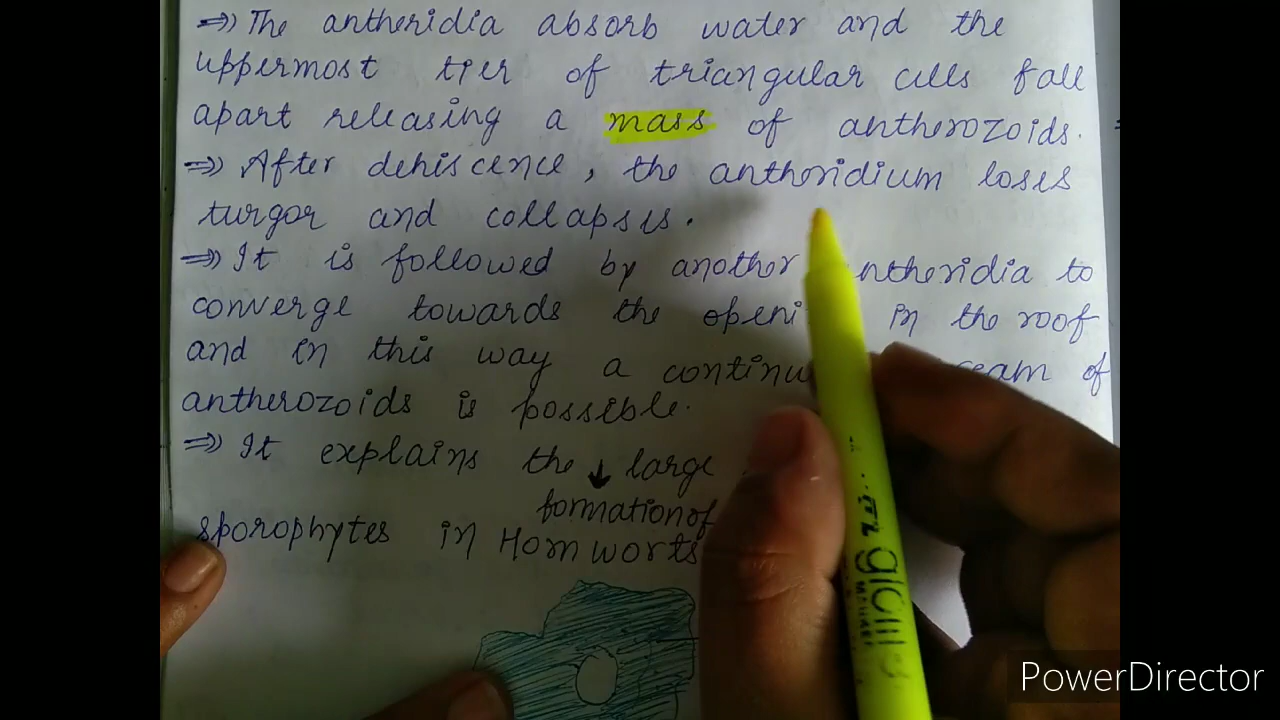 =>) The antheridia absorb water and the
uppermost tier of triangular cells fall
apart releasing a mass of antherozoids.
=>) After dehiscence, the antheridium loses
turgor and collapses.
=>) It is followed by another ntheridia to
converge towards the openi in the roof
and in this way a continu eam of
antherozoids is possible.
=>) It explains the ↓ large
formation of
sporophytes in Hornworts
glaw
PowerDirector